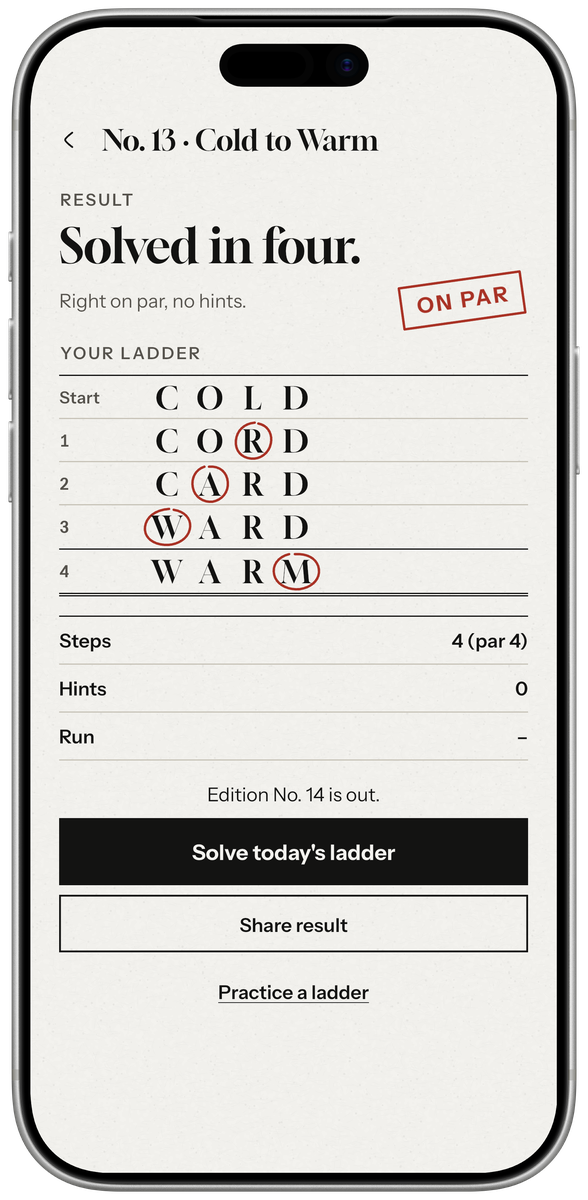 No. 13 · Cold to Warm
RESULT
Solved in four.
Right on par, no hints.
ON PAR
YOUR LADDER
Start C O L D
1 C O R D
2 C A R D
3 W A R D
4 W A R M
Steps 4 (par 4)
Hints 0
Run –
Edition No. 14 is out.
Solve today's ladder
Share result
Practice a ladder